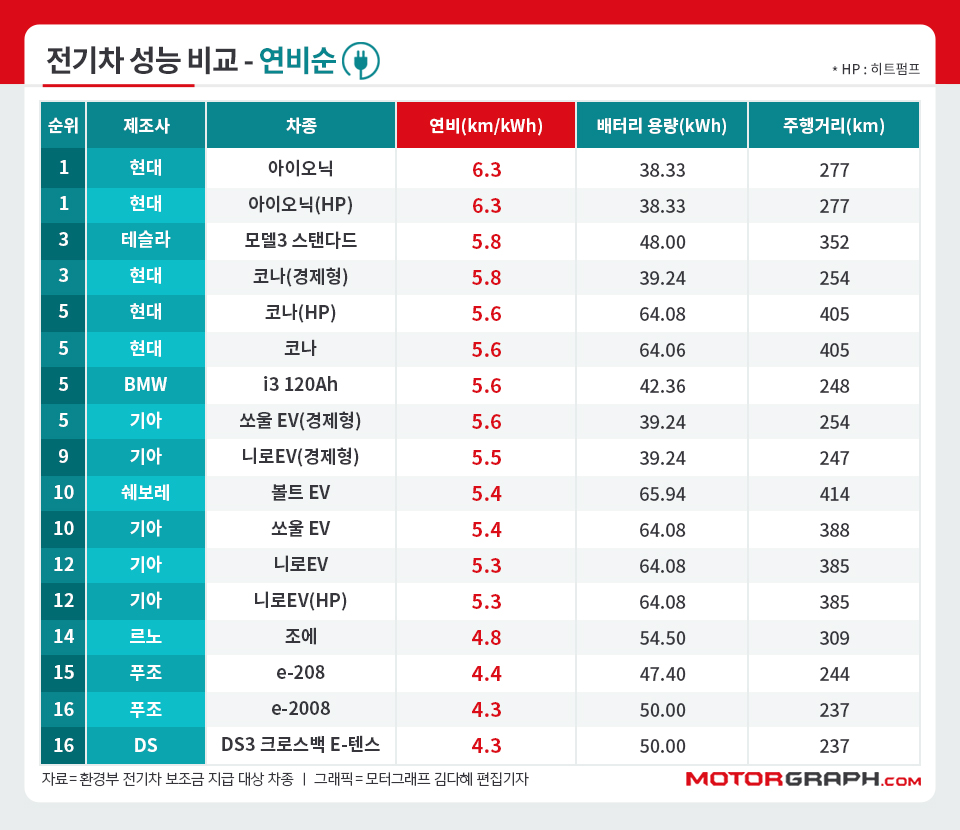 전기차 성능 비교 - 연비순
* HP : 히트펌프
순위 제조사 차종 연비(km/kWh) 배터리 용량(kWh) 주행거리(km)
1 현대 아이오닉 6.3 38.33 277
1 현대 아이오닉(HP) 6.3 38.33 277
3 테슬라 모델3 스탠다드 5.8 48.00 352
3 현대 코나(경제형) 5.8 39.24 254
5 현대 코나(HP) 5.6 64.08 405
5 현대 코나 5.6 64.06 405
5 BMW i3 120Ah 5.6 42.36 248
5 기아 쏘울 EV(경제형) 5.6 39.24 254
9 기아 니로EV(경제형) 5.5 39.24 247
10 쉐보레 볼트 EV 5.4 65.94 414
10 기아 쏘울 EV 5.4 64.08 388
12 기아 니로EV 5.3 64.08 385
12 기아 니로EV(HP) 5.3 64.08 385
14 르노 조에 4.8 54.50 309
15 푸조 e-208 4.4 47.40 244
16 푸조 e-2008 4.3 50.00 237
16 DS DS3 크로스백 E-텐스 4.3 50.00 237
자료=환경부 전기차 보조금 지급 대상 차종 ㅣ 그래픽=모터그래프 김다혜 편집기자
MOTORGRAPH.COM